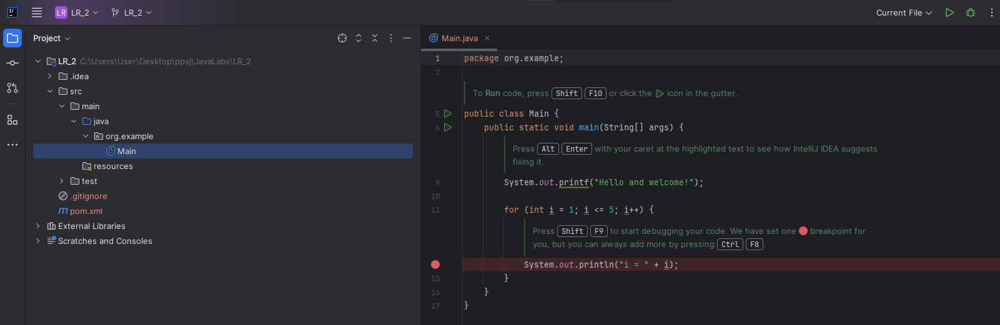 LR LR_2 LR_2 Current File
Project
Main.java
LR_2 C:\Users\User\Desktop\ppsj\JavaLabs\LR_2
.idea
src
main
java
org.example
Main
resources
test
.gitignore
m pom.xml
External Libraries
Scratches and Consoles
1 package org.example;
2
To Run code, press Shift F10 or click the icon in the gutter.
5 public class Main {
6 public static void main(String[] args) {
Press Alt Enter with your caret at the highlighted text to see how IntelliJ IDEA suggests
fixing it.
9 System.out.printf("Hello and welcome!");
10
11 for (int i = 1; i <= 5; i++) {
Press Shift F9 to start debugging your code. We have set one breakpoint for
you, but you can always add more by pressing Ctrl F8.
System.out.println("i = " + i);
15 }
16 }
17 }